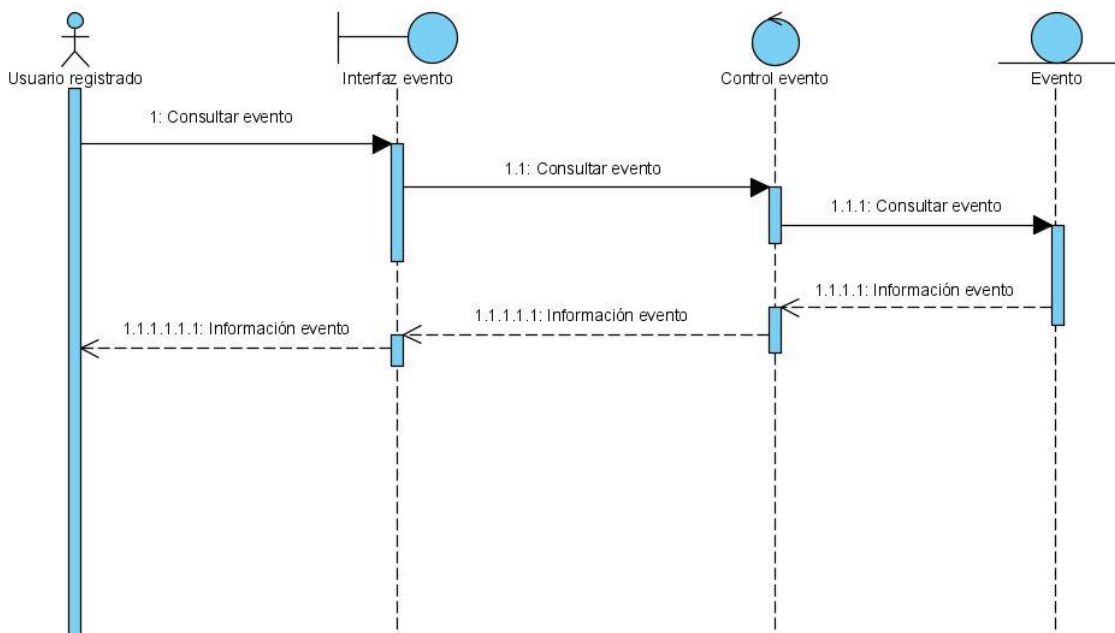 Usuario registrado
Interfaz evento
Control evento
Evento
1: Consultar evento
1.1: Consultar evento
1.1.1: Consultar evento
1.1.1.1: Información evento
1.1.1.1.1: Información evento
1.1.1.1.1.1: Información evento